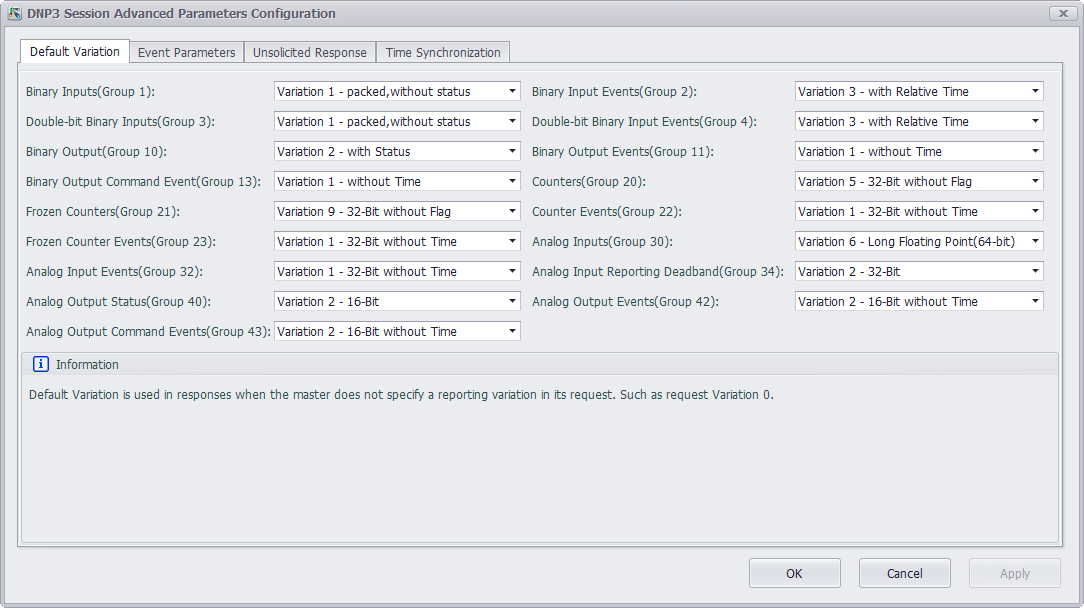 DNP3 Session Advanced Parameters Configuration
Default Variation Event Parameters Unsolicited Response Time Synchronization
Binary Inputs(Group 1): Variation 1 - packed,without status Binary Input Events(Group 2): Variation 3 - with Relative Time
Double-bit Binary Inputs(Group 3): Variation 1 - packed,without status Double-bit Binary Input Events(Group 4): Variation 3 - with Relative Time
Binary Output(Group 10): Variation 2 - with Status Binary Output Events(Group 11): Variation 1 - without Time
Binary Output Command Event(Group 13): Variation 1 - without Time Counters(Group 20): Variation 5 - 32-Bit without Flag
Frozen Counters(Group 21): Variation 9 - 32-Bit without Flag Counter Events(Group 22): Variation 1 - 32-Bit without Time
Frozen Counter Events(Group 23): Variation 1 - 32-Bit without Time Analog Inputs(Group 30): Variation 6 - Long Floating Point(64-bit)
Analog Input Events(Group 32): Variation 1 - 32-Bit without Time Analog Input Reporting Deadband(Group 34): Variation 2 - 32-Bit
Analog Output Status(Group 40): Variation 2 - 16-Bit Analog Output Events(Group 42): Variation 2 - 16-Bit without Time
Analog Output Command Events(Group 43): Variation 2 - 16-Bit without Time
i Information
Default Variation is used in responses when the master does not specify a reporting variation in its request. Such as request Variation 0.
OK Cancel Apply